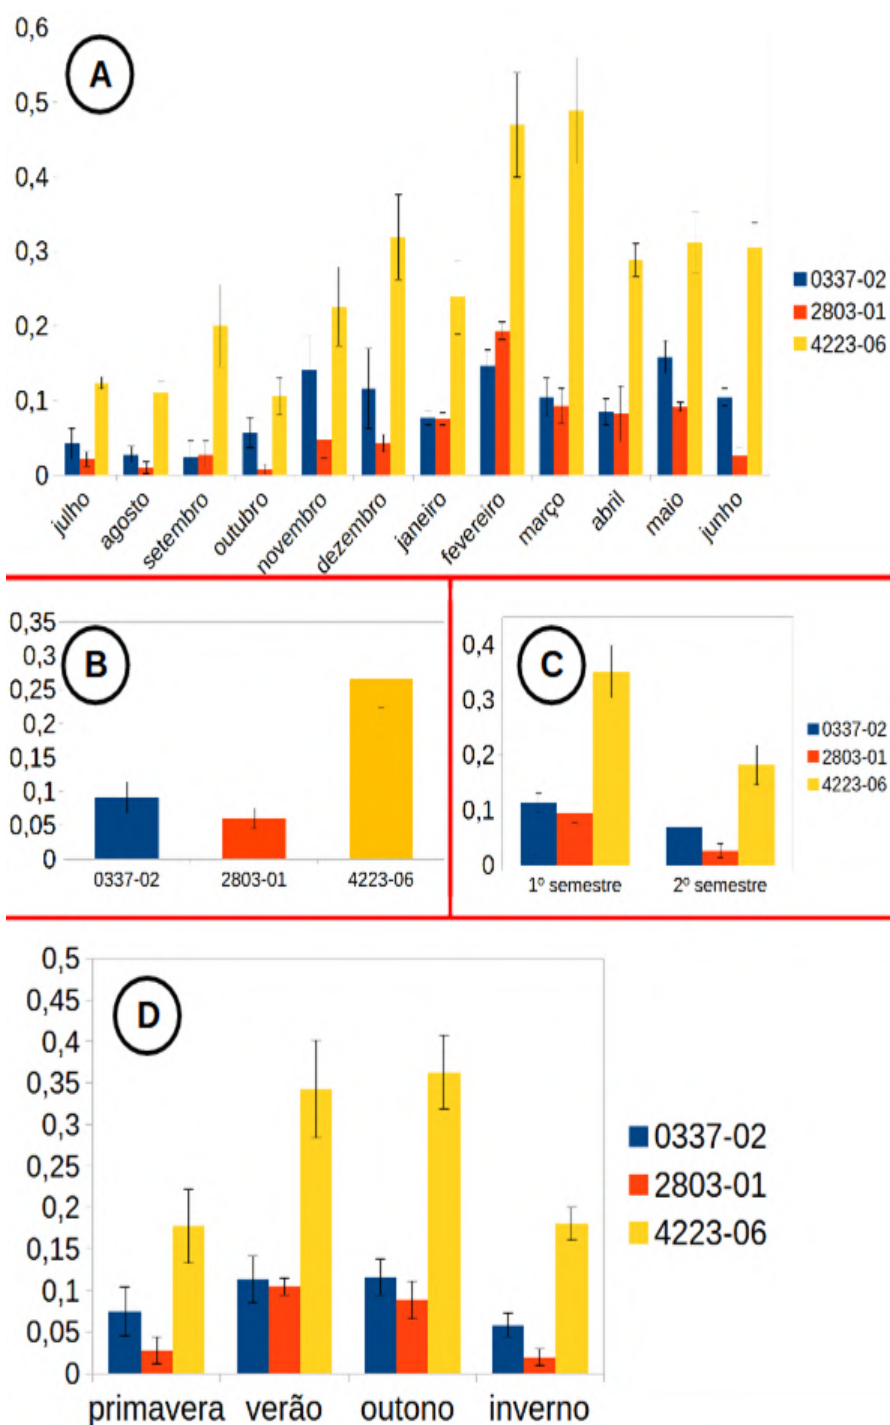 0,6
A
0,5
0,4
0,3
0337-02
2803-01
0,2
4223-06
0,1
0
julho
agosto
setembro
outubro
novembro
dezembro
janeiro
fevereiro
março
abril
maio
junho
0,35
B
0,3
0,25
0,2
0,15
0,1
0,05
0
0337-02
2803-01
4223-06
C
0,4
0,3
0337-02
0,2
2803-01
4223-06
0,1
0
1º semestre
2º semestre
0,5
D
0,45
0,4
0,35
0,3
0337-02
0,25
2803-01
0,2
4223-06
0,15
0,1
0,05
0
primavera
verão
outono
inverno